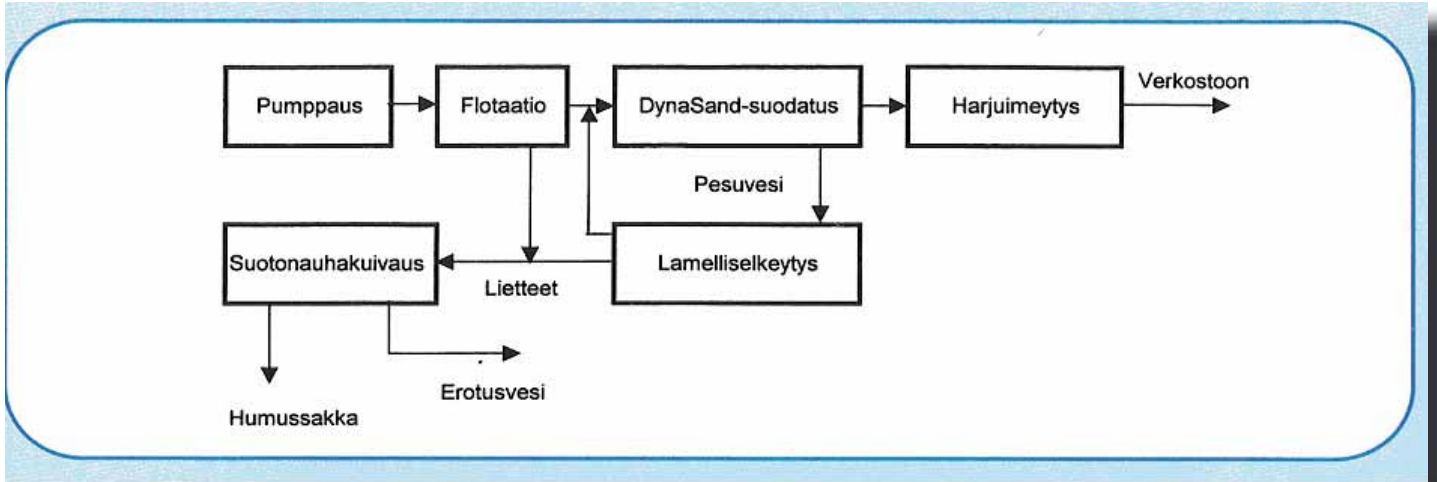 Pumppaus
Flotaatio
DynaSand-suodatus
Harjuimeytys
Verkostoon
Pesuvesi
Suotonauhakuivaus
Lamelliselkeytys
Lietteet
Erotusvesi
Humussakka